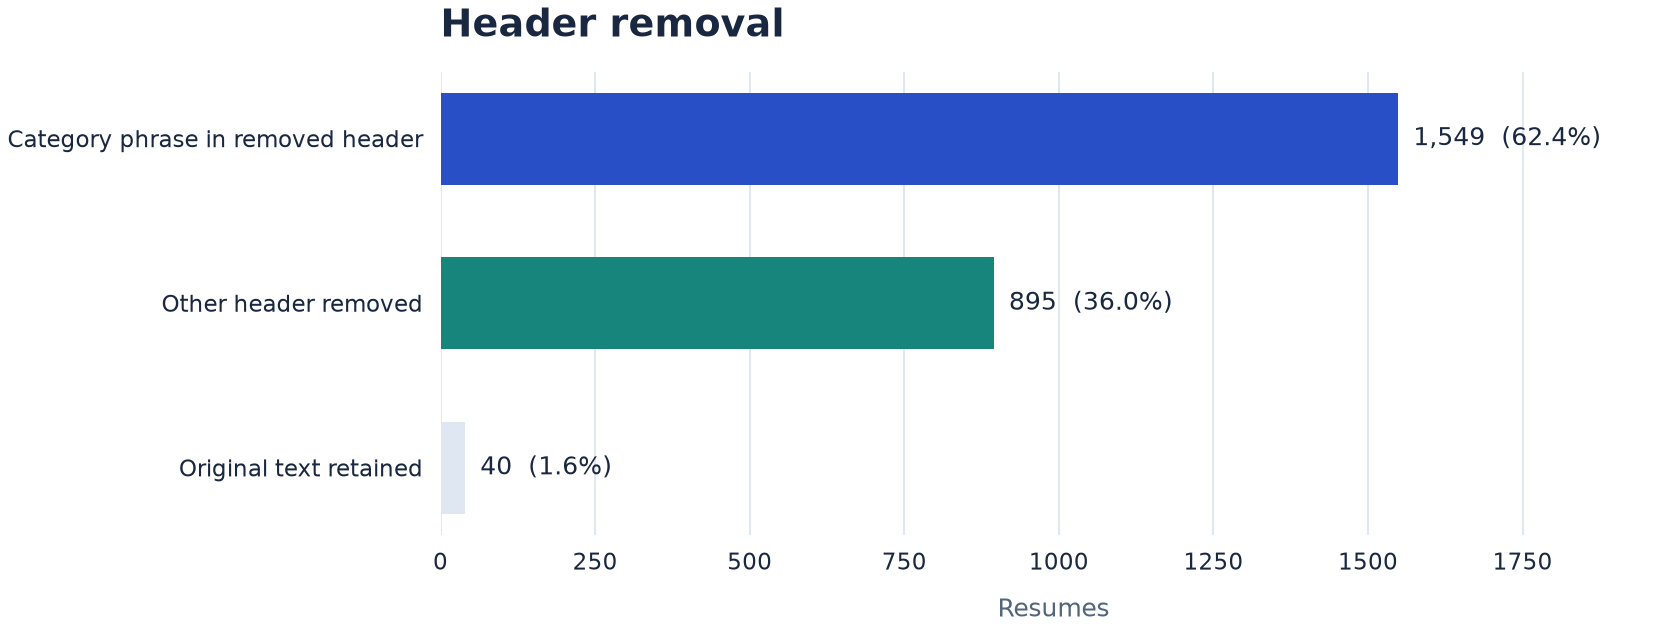 Header removal
Category phrase in removed header
1,549 (62.4%)
Other header removed
895 (36.0%)
Original text retained
40 (1.6%)
0 250 500 750 1000 1250 1500 1750
Resumes